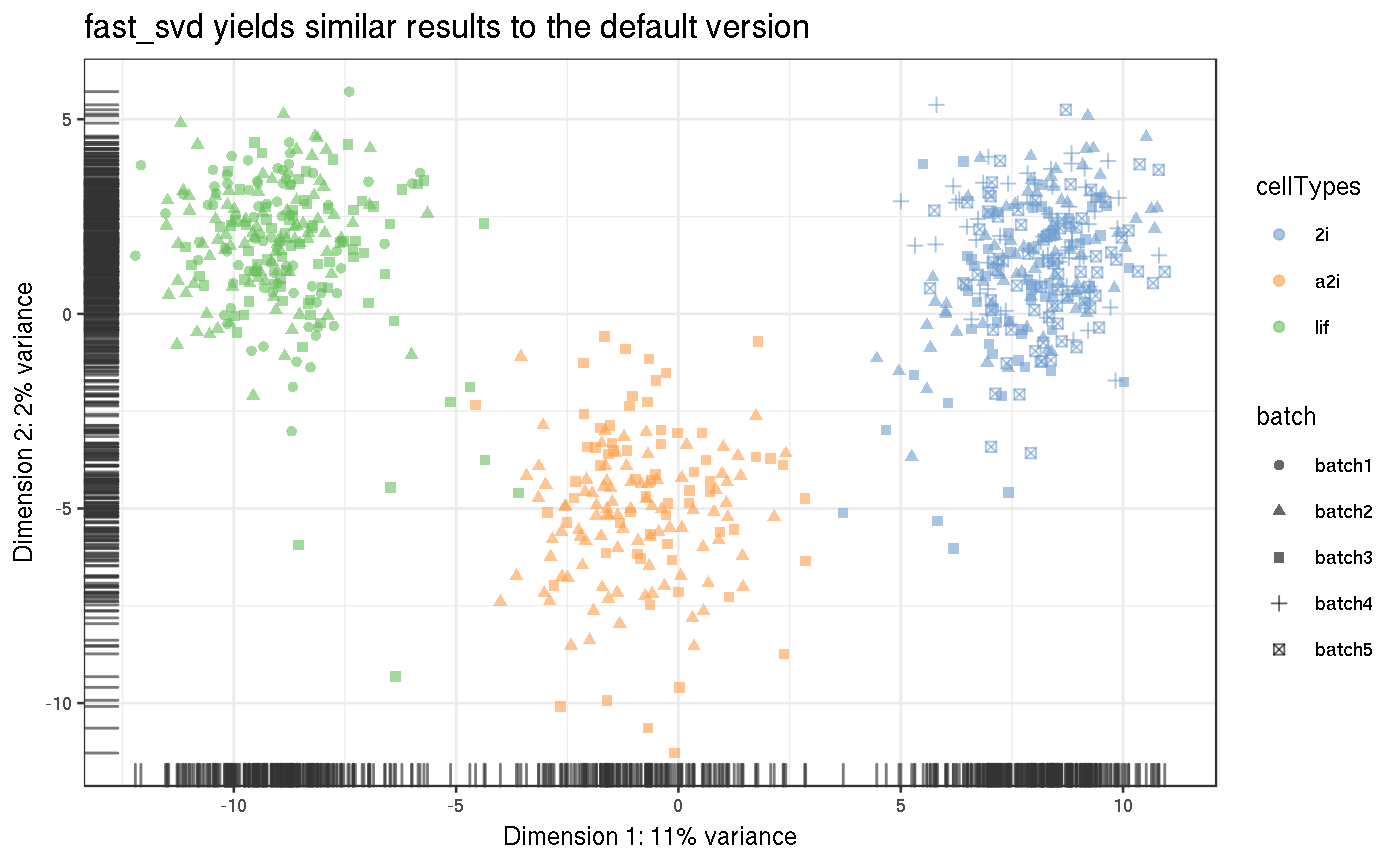 fast_svd yields similar results to the default version
5
0
-5
-10
Dimension 2: 2% variance
-10
-5
0
5
10
Dimension 1: 11% variance
cellTypes
2i
a2i
lif
batch
batch1
batch2
batch3
batch4
batch5